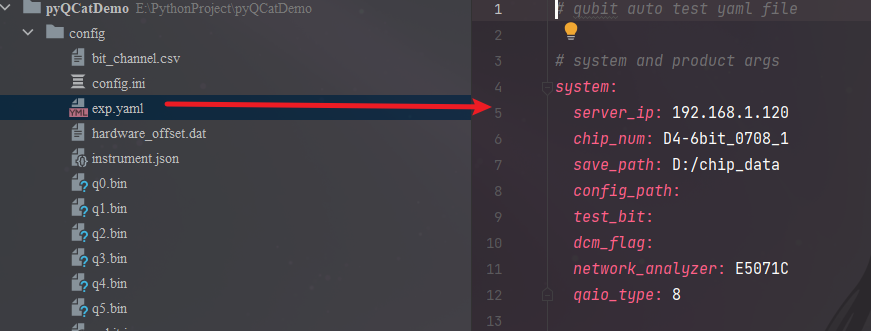 pyQCatDemo E:\PythonProject\pyQCatDemo
config
bit_channel.csv
config.ini
exp.yaml
hardware_offset.dat
instrument.json
q0.bin
q1.bin
q2.bin
q3.bin
q4.bin
q5.bin
1 # qubit auto test yaml file
2
3 # system and product args
4 system:
5 server_ip: 192.168.1.120
6 chip_num: D4-6bit_0708_1
7 save_path: D:/chip_data
8 config_path:
9 test_bit:
10 dcm_flag:
11 network_analyzer: E5071C
12 qaio_type: 8
13